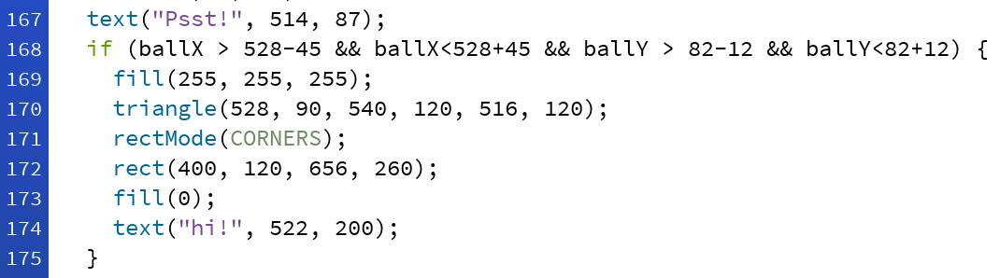 167 text("Psst!", 514, 87);
168 if (ballX > 528-45 && ballX<528+45 && ballY > 82-12 && ballY<82+12) {
169 fill(255, 255, 255);
170 triangle(528, 90, 540, 120, 516, 120);
171 rectMode(CORNERS);
172 rect(400, 120, 656, 260);
173 fill(0);
174 text("hi!", 522, 200);
175 }